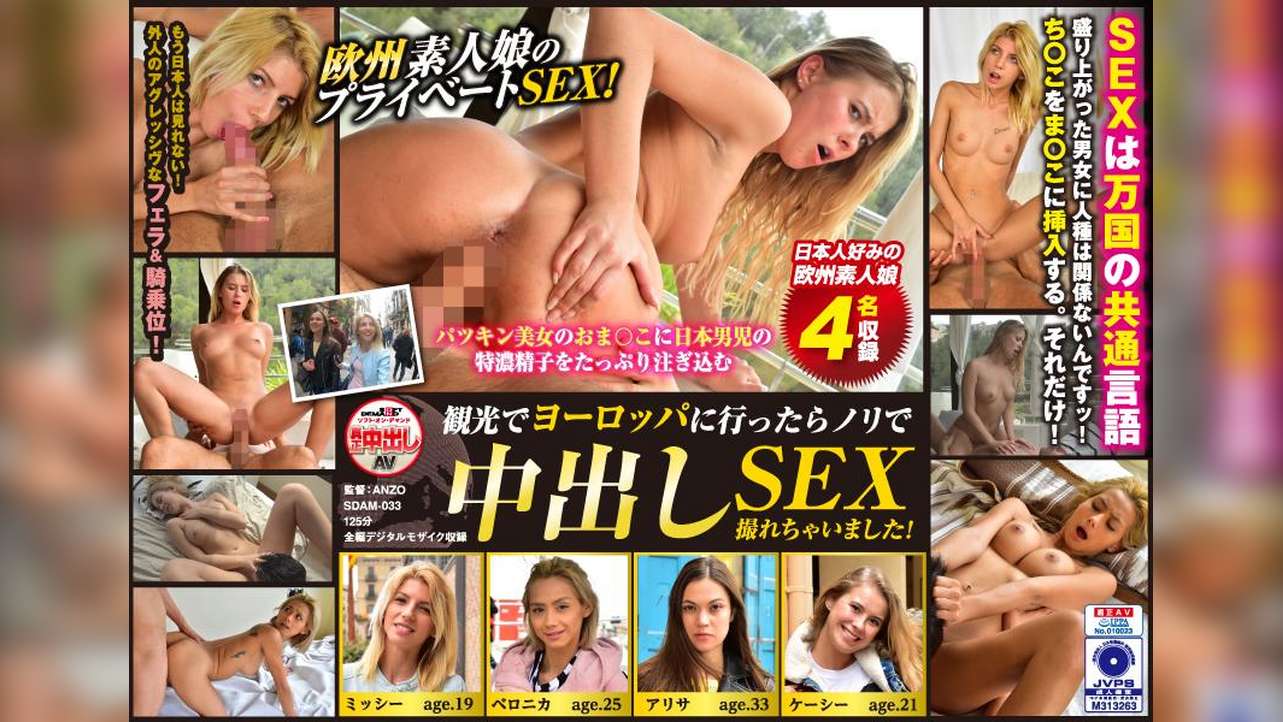 もう日本人は見れない！
外人のアグレッシヴなフェラ＆騎乗位！
欧州素人娘の
プライベートSEX！
SEXは万国の共通言語
盛り上がった男女に人種は関係ないんですッ！
ち○こをま○こに挿入する。それだけ！
日本人好みの
欧州素人娘
4名収録
パツキン美女のおま○こに日本男児の
特濃精子をたっぷり注ぎ込む
ソフト・オン・デマンド
中出し
AV
監督：ANZO
SDAM-033
125分
全編デジタルモザイク収録
観光でヨーロッパに行ったらノリで
中出しSEX
撮れちゃいました！
ミッシー age.19
ベロニカ age.25
アリサ age.33
ケーシー age.21
適正AV
IPPA
No.010023
JVPS
M313263